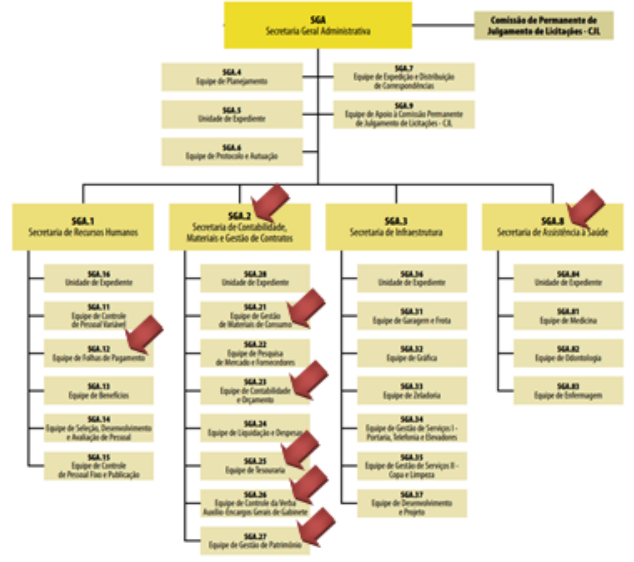 SGA
Secretaria Geral Administrativa
Comissão de Permanente de
Julgamento de Licitações - CJL
SGA.4
Equipe de Planejamento
SGA.7
Equipe de Expedição e Distribuição
de Correspondências
SGA.5
Unidade de Expediente
SGA.9
Equipe de Apoio à Comissão Permanente
de Julgamento de Licitações - CJL
SGA.6
Equipe de Protocolo e Autuação
SGA.1
Secretaria de Recursos Humanos
SGA.2
Secretaria de Contabilidade,
Materiais e Gestão de Contratos
SGA.3
Secretaria de Infraestrutura
SGA.8
Secretaria de Assistência à Saúde
SGA.16
Unidade de Expediente
SGA.11
Equipe de Controle
de Pessoal Variável
SGA.12
Equipe de Folhas de Pagamento
SGA.13
Equipe de Benefícios
SGA.14
Equipe de Seleção, Desenvolvimento
e Avaliação de Pessoal
SGA.15
Equipe de Controle
de Pessoal Fixo e Publicação
SGA.28
Unidade de Expediente
SGA.21
Equipe de Gestão
de Materiais de Consumo
SGA.22
Equipe de Pesquisa
de Mercado e Fornecedores
SGA.23
Equipe de Contabilidade
e Orçamento
SGA.24
Equipe de Liquidação e Despesas
SGA.25
Equipe de Tesouraria
SGA.26
Equipe de Controle da Verba
Auxílio-Encargos Gerais de Gabinete
SGA.27
Equipe de Gestão de Patrimônio
SGA.36
Unidade de Expediente
SGA.31
Equipe de Garagem e Frota
SGA.32
Equipe de Gráfica
SGA.33
Equipe de Zeladoria
SGA.34
Equipe de Gestão de Serviços I -
Portaria, Telefonia e Elevadores
SGA.35
Equipe de Gestão de Serviços II -
Copa e Limpeza
SGA.37
Equipe de Desenvolvimento
e Projeto
SGA.84
Unidade de Expediente
SGA.81
Equipe de Medicina
SGA.82
Equipe de Odontologia
SGA.83
Equipe de Enfermagem